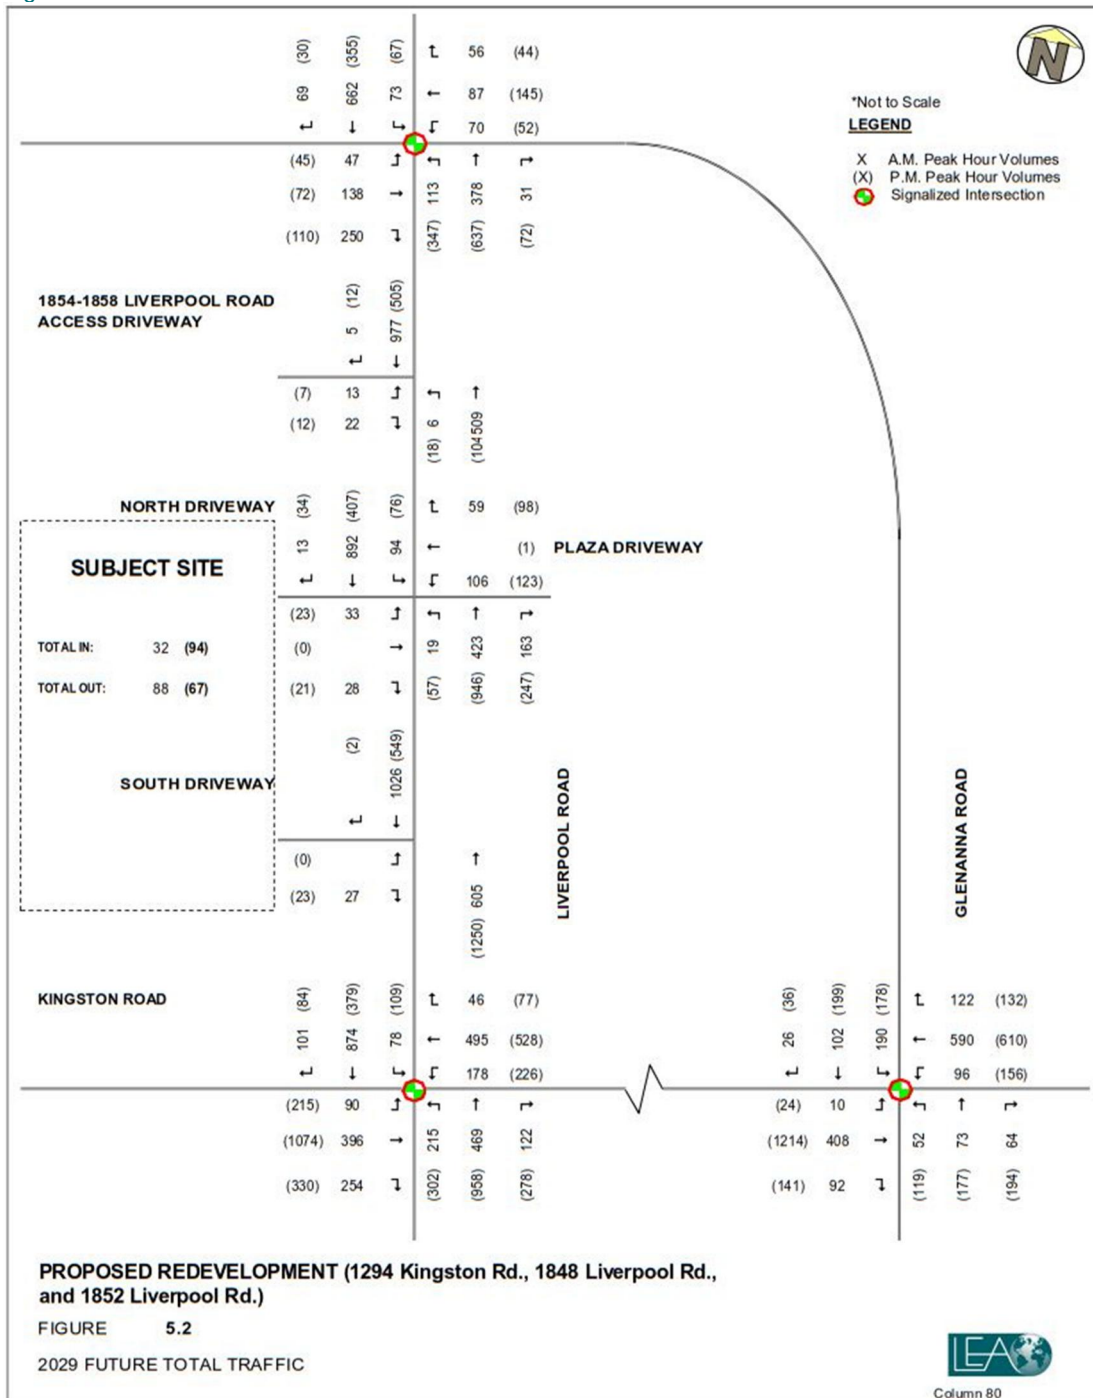 (30) (355) (67) 56 (44)
69 662 73 87 (145)
70 (52)
(45) 47
(72) 138 113 378 31
(110) 250 (347) (637) (72)
N
*Not to Scale
LEGEND
X A.M. Peak Hour Volumes
(X) P.M. Peak Hour Volumes
Signalized Intersection
1854-1858 LIVERPOOL ROAD
ACCESS DRIVEWAY
5 (12)
977 (505)
(7) 13
(12) 22
(18) 6
(104509
NORTH DRIVEWAY
(34) (407) (76) 59 (98)
13 892 94 (1)
106 (123)
PLAZA DRIVEWAY
SUBJECT SITE
TOTAL IN: 32 (94)
TOTAL OUT: 88 (67)
(23) 33
(0) 19 423 163
(21) 28 (57) (946) (247)
SOUTH DRIVEWAY
(2)
1026 (549)
(0)
(23) 27
(1250) 605
LIVERPOOL ROAD
GLENANNA ROAD
KINGSTON ROAD
(84) (379) (109) 46 (77)
101 874 78 495 (528)
178 (226)
(215) 90
(1074) 396 215 469 122
(330) 254 (302) (958) (278)
(36) (199) (178) 122 (132)
26 102 190 590 (610)
96 (156)
(24) 10
(1214) 408 52 73 64
(141) 92 (119) (177) (194)
PROPOSED REDEVELOPMENT (1294 Kingston Rd., 1848 Liverpool Rd.,
and 1852 Liverpool Rd.)
FIGURE 5.2
2029 FUTURE TOTAL TRAFFIC
LEA
Column 80